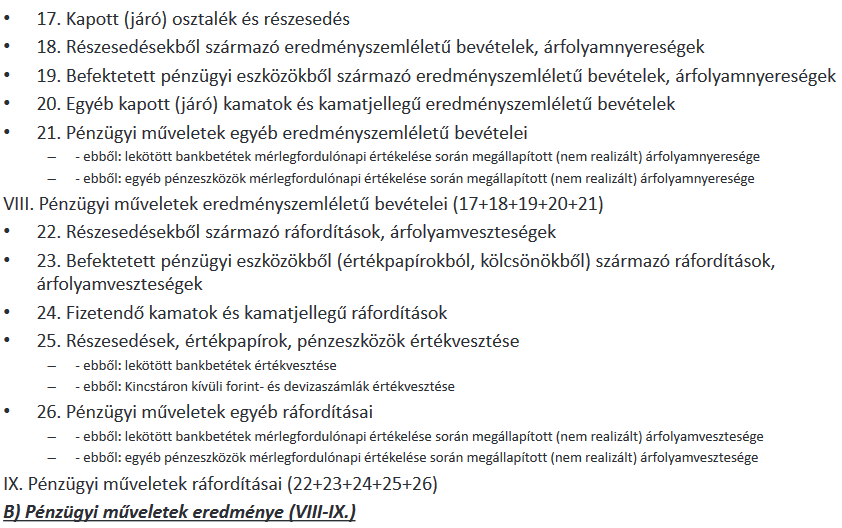 • 17. Kapott (járó) osztalék és részesedés
• 18. Részesedésekből származó eredményszemléletű bevételek, árfolyamnyereségek
• 19. Befektetett pénzügyi eszközökből származó eredményszemléletű bevételek, árfolyamnyereségek
• 20. Egyéb kapott (járó) kamatok és kamatjellegű eredményszemléletű bevételek
• 21. Pénzügyi műveletek egyéb eredményszemléletű bevételei
– - ebből: lekötött bankbetétek mérlegfordulónapi értékelése során megállapított (nem realizált) árfolyamnyeresége
– - ebből: egyéb pénzeszközök mérlegfordulónapi értékelése során megállapított (nem realizált) árfolyamnyeresége
VIII. Pénzügyi műveletek eredményszemléletű bevételei (17+18+19+20+21)
• 22. Részesedésekből származó ráfordítások, árfolyamveszteségek
• 23. Befektetett pénzügyi eszközökből (értékpapírokból, kölcsönökből) származó ráfordítások,
árfolyamveszteségek
• 24. Fizetendő kamatok és kamatjellegű ráfordítások
• 25. Részesedések, értékpapírok, pénzeszközök értékvesztése
– - ebből: lekötött bankbetétek értékvesztése
– - ebből: Kincstáron kívüli forint- és devizaszámlák értékvesztése
• 26. Pénzügyi műveletek egyéb ráfordításai
– - ebből: lekötött bankbetétek mérlegfordulónapi értékelése során megállapított (nem realizált) árfolyamvesztesége
– - ebből: egyéb pénzeszközök mérlegfordulónapi értékelése során megállapított (nem realizált) árfolyamvesztesége
IX. Pénzügyi műveletek ráfordításai (22+23+24+25+26)
B) Pénzügyi műveletek eredménye (VIII-IX.)